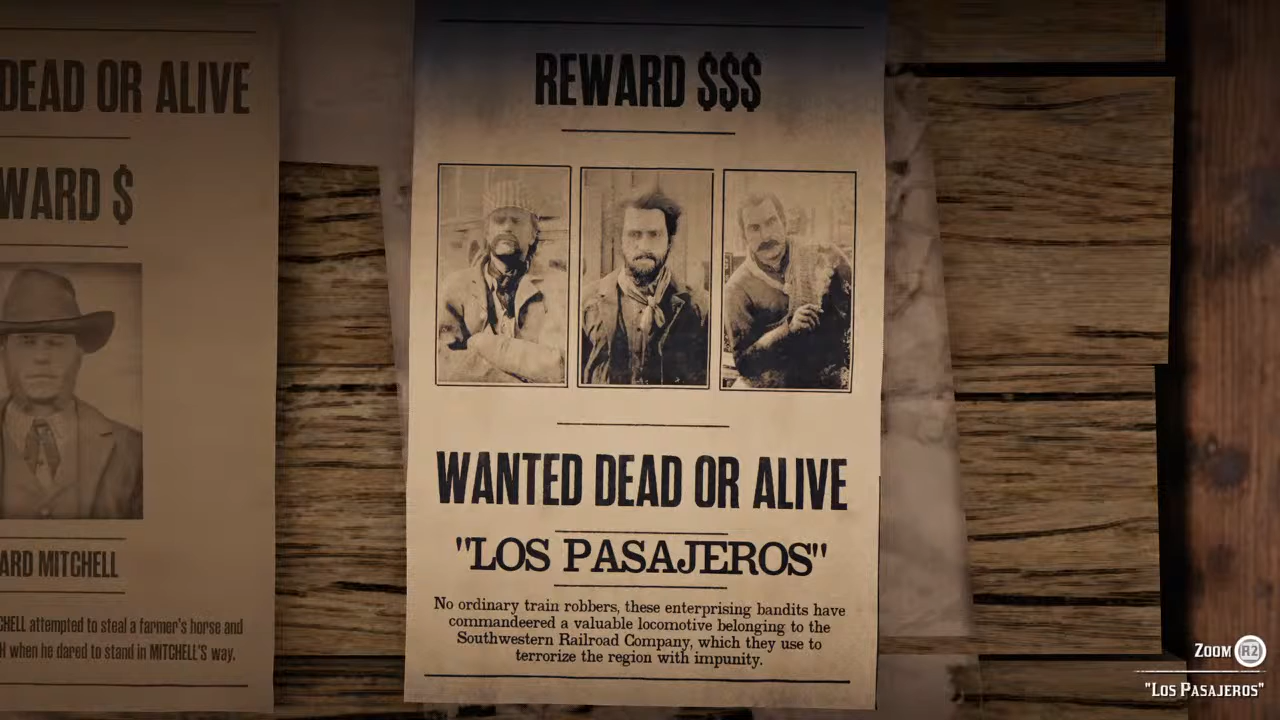 DEAD OR ALIVE
WARD $
ARD MITCHELL
CHELL attempted to steal a farmer's horse and
H when he dared to stand in MITCHELL'S way.
REWARD $$$
WANTED DEAD OR ALIVE
"LOS PASAJEROS"
No ordinary train robbers, these enterprising bandits have
commandeered a valuable locomotive belonging to the
Southwestern Railroad Company, which they use to
terrorize the region with impunity.
ZOOM R2
"LOS PASAJEROS"